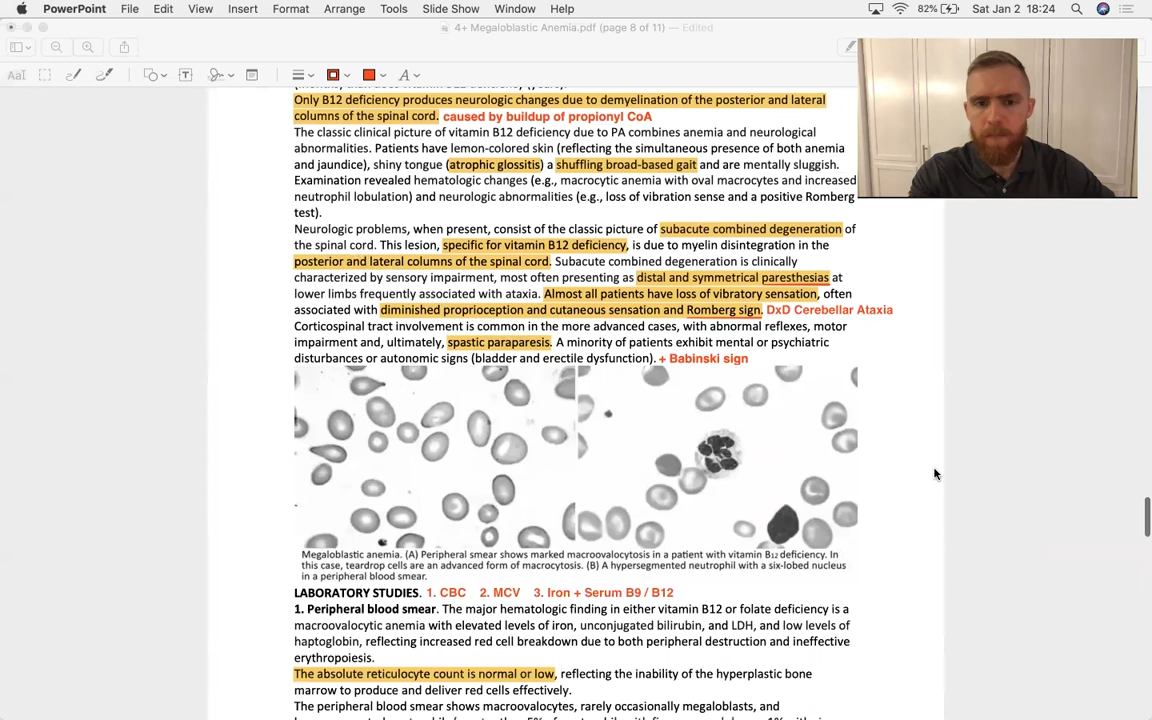 PowerPoint File Edit View Insert Format Arrange Tools Slide Show Window Help 82% Sat Jan 2 18:24
4+ Megaloblastic Anemia.pdf (page 8 of 11) — Edited
Only B12 deficiency produces neurologic changes due to demyelination of the posterior and lateral
columns of the spinal cord. caused by buildup of propionyl CoA
The classic clinical picture of vitamin B12 deficiency due to PA combines anemia and neurological
abnormalities. Patients have lemon-colored skin (reflecting the simultaneous presence of both anemia
and jaundice), shiny tongue (atrophic glossitis) a shuffling broad-based gait and are mentally sluggish.
Examination revealed hematologic changes (e.g., macrocytic anemia with oval macrocytes and increased
neutrophil lobulation) and neurologic abnormalities (e.g., loss of vibration sense and a positive Romberg
test).
Neurologic problems, when present, consist of the classic picture of subacute combined degeneration of
the spinal cord. This lesion, specific for vitamin B12 deficiency, is due to myelin disintegration in the
posterior and lateral columns of the spinal cord. Subacute combined degeneration is clinically
characterized by sensory impairment, most often presenting as distal and symmetrical paresthesias at
lower limbs frequently associated with ataxia. Almost all patients have loss of vibratory sensation, often
associated with diminished proprioception and cutaneous sensation and Romberg sign. DxD Cerebellar Ataxia
Corticospinal tract involvement is common in the more advanced cases, with abnormal reflexes, motor
impairment and, ultimately, spastic paraparesis. A minority of patients exhibit mental or psychiatric
disturbances or autonomic signs (bladder and erectile dysfunction). + Babinski sign
Megaloblastic anemia. (A) Peripheral smear shows marked macroovalocytosis in a patient with vitamin B12 deficiency. In
this case, teardrop cells are an advanced form of macrocytosis. (B) A hypersegmented neutrophil with a six-lobed nucleus
in a peripheral blood smear.
LABORATORY STUDIES. 1. CBC 2. MCV 3. Iron + Serum B9 / B12
1. Peripheral blood smear. The major hematologic finding in either vitamin B12 or folate deficiency is a
macroovalocytic anemia with elevated levels of iron, unconjugated bilirubin, and LDH, and low levels of
haptoglobin, reflecting increased red cell breakdown due to both peripheral destruction and ineffective
erythropoiesis.
The absolute reticulocyte count is normal or low, reflecting the inability of the hyperplastic bone
marrow to produce and deliver red cells effectively.
The peripheral blood smear shows macroovalocytes, rarely occasionally megaloblasts, and